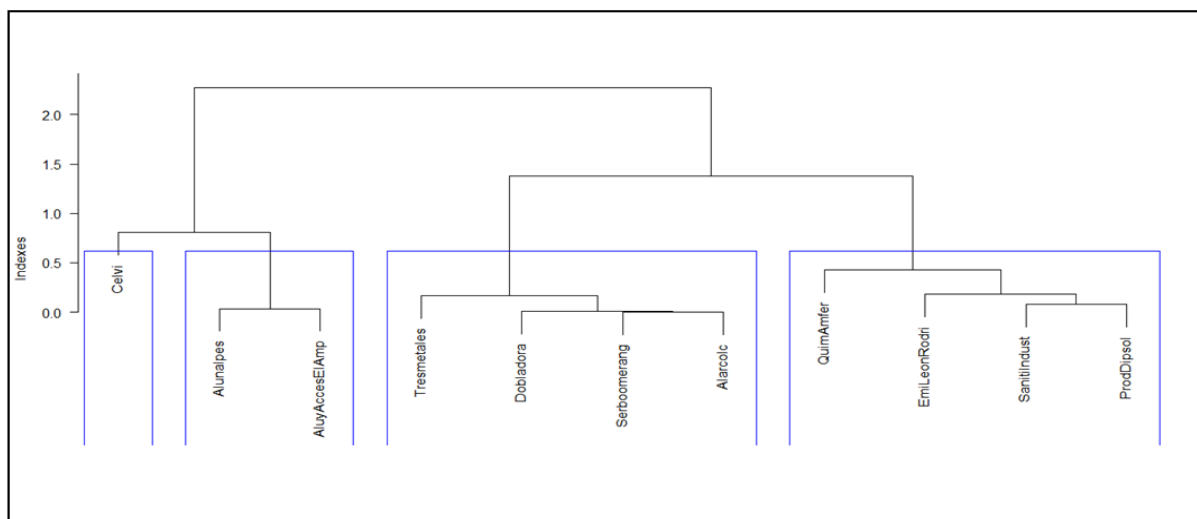 2.0
1.5
1.0
0.5
0.0
Indexes
Celvi
Alunalpes
AluyAccesElAmp
Tresmetales
Dobladora
Serboomerang
Alarcolc
QuimAmfer
EmiLeonRodri
SanitiIndust
ProdDipsol